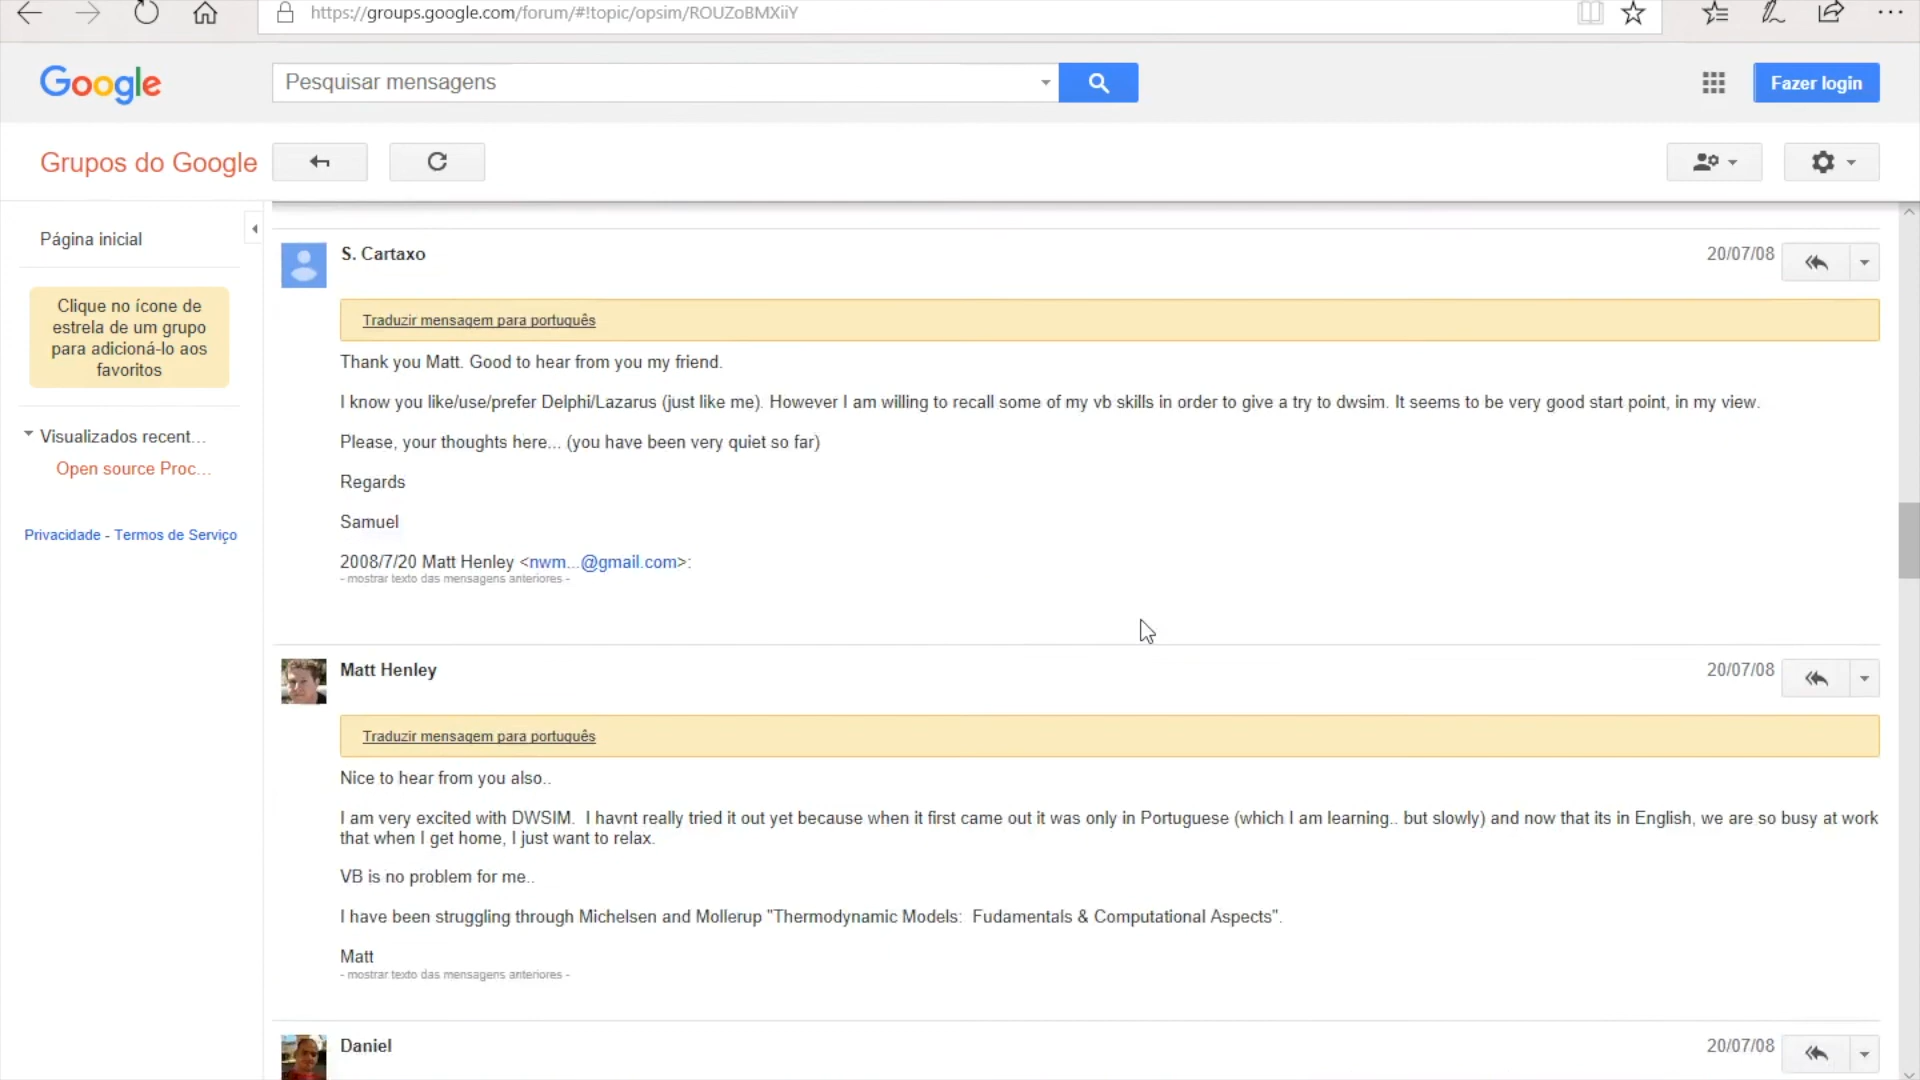 https://groups.google.com/forum/#!topic/opsim/ROUZoBMXiiY
Google
Pesquisar mensagens
Fazer login
Grupos do Google
Página inicial
Clique no ícone de
estrela de um grupo
para adicioná-lo aos
favoritos
Visualizados recent...
Open source Proc...
Privacidade - Termos de Serviço
S. Cartaxo
20/07/08
Traduzir mensagem para português
Thank you Matt. Good to hear from you my friend.
I know you like/use/prefer Delphi/Lazarus (just like me). However I am willing to recall some of my vb skills in order to give a try to dwsim. It seems to be very good start point, in my view.
Please, your thoughts here... (you have been very quiet so far)
Regards
Samuel
2008/7/20 Matt Henley <nwm...@gmail.com>:
- mostrar texto das mensagens anteriores -
Matt Henley
20/07/08
Traduzir mensagem para português
Nice to hear from you also..
I am very excited with DWSIM.  I havnt really tried it out yet because when it first came out it was only in Portuguese (which I am learning.. but slowly) and now that its in English, we are so busy at work
that when I get home, I just want to relax.
VB is no problem for me..
I have been struggling through Michelsen and Mollerup "Thermodynamic Models:  Fudamentals & Computational Aspects".
Matt
- mostrar texto das mensagens anteriores -
Daniel
20/07/08